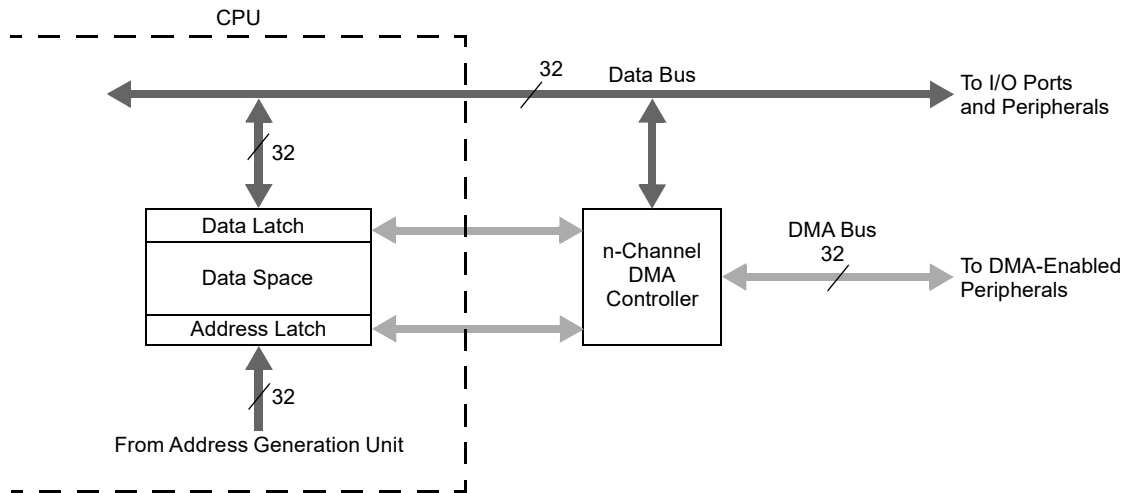 CPU
32
Data Bus
To I/O Ports
and Peripherals
32
Data Latch
Data Space
Address Latch
n-Channel
DMA
Controller
DMA Bus
32
To DMA-Enabled
Peripherals
32
From Address Generation Unit